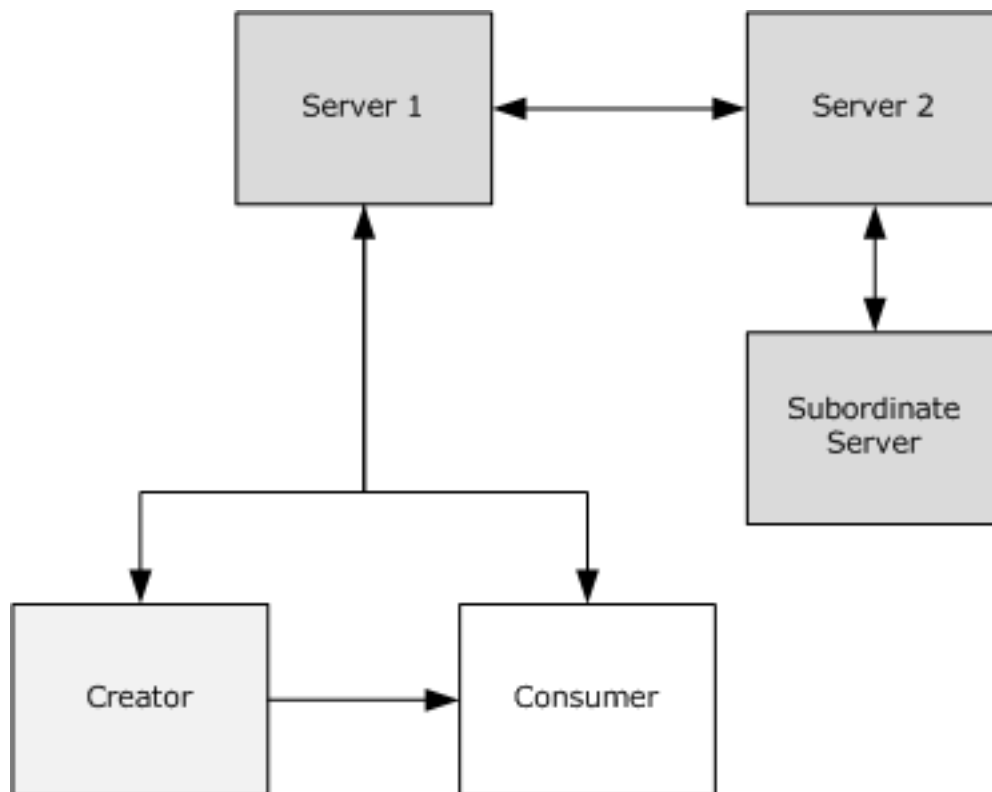 Server 1
Server 2
Subordinate
Server
Creator
Consumer